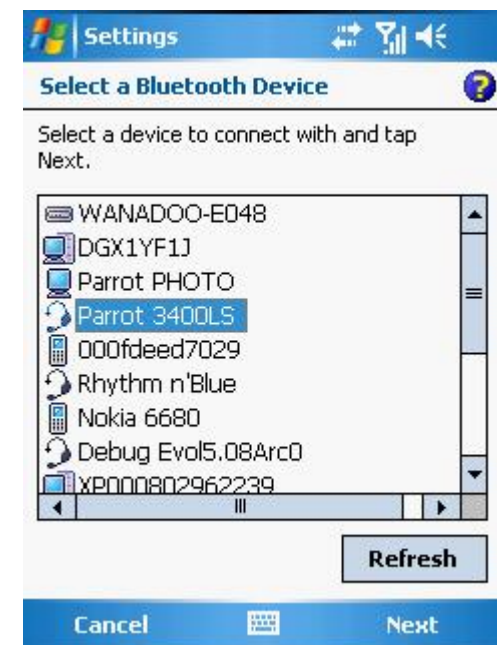 Settings
Select a Bluetooth Device
Select a device to connect with and tap
Next.
WANADOO-E048
DGX1YF1J
Parrot PHOTO
Parrot 3400LS
000fdeed7029
Rhythm n'Blue
Nokia 6680
Debug Evol5.08Arc0
XP000802962239
Refresh
Cancel Next